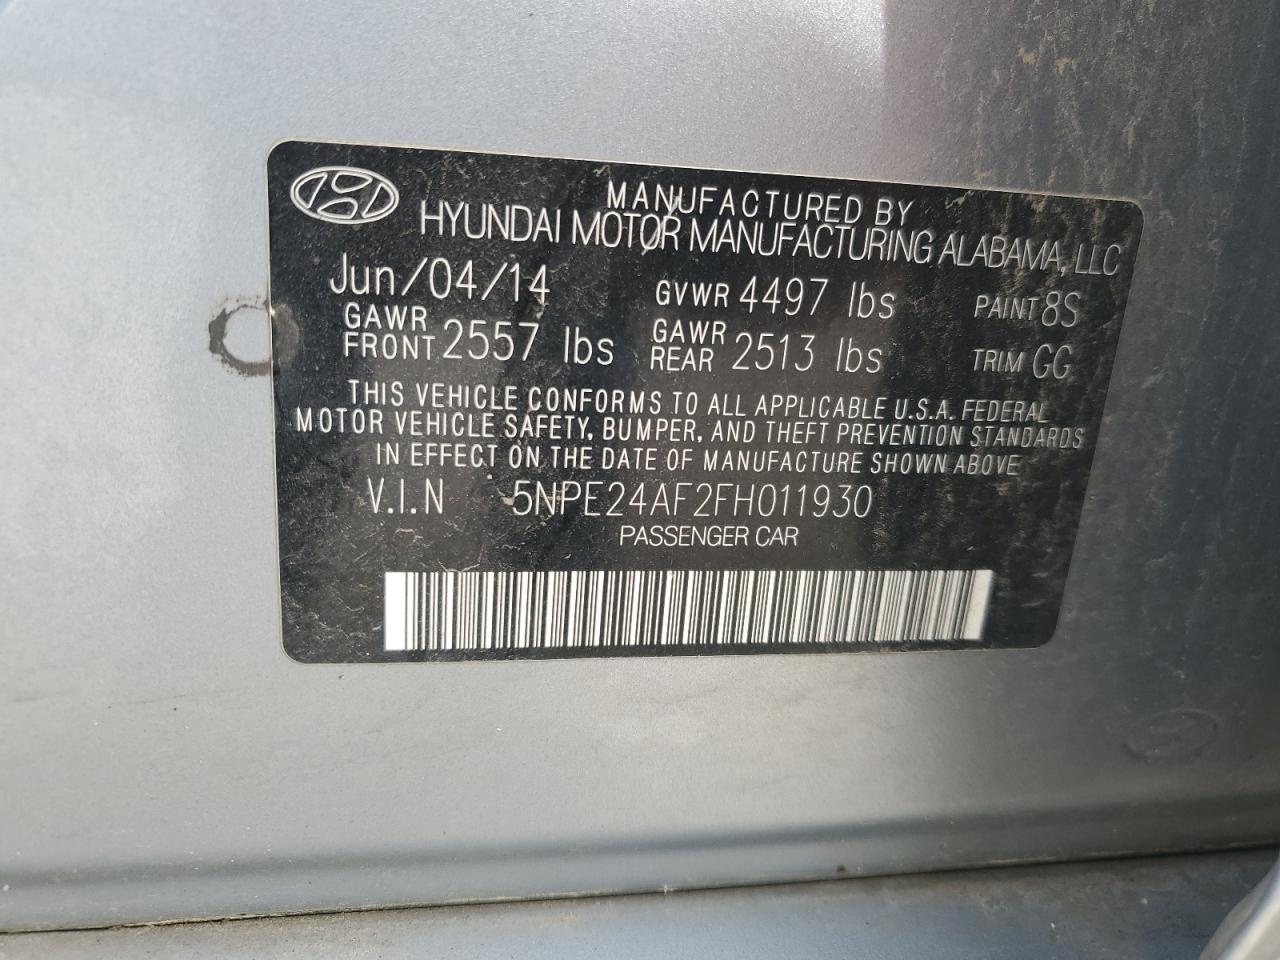 MANUFACTURED BY
HYUNDAI MOTOR MANUFACTURING ALABAMA, LLC
Jun/04/14 GVWR 4497 lbs PAINT 8S
GAWR FRONT 2557 lbs GAWR REAR 2513 lbs TRIM GG
THIS VEHICLE CONFORMS TO ALL APPLICABLE U.S.A. FEDERAL
MOTOR VEHICLE SAFETY, BUMPER, AND THEFT PREVENTION STANDARDS
IN EFFECT ON THE DATE OF MANUFACTURE SHOWN ABOVE
V.I.N 5NPE24AF2FH011930
PASSENGER CAR